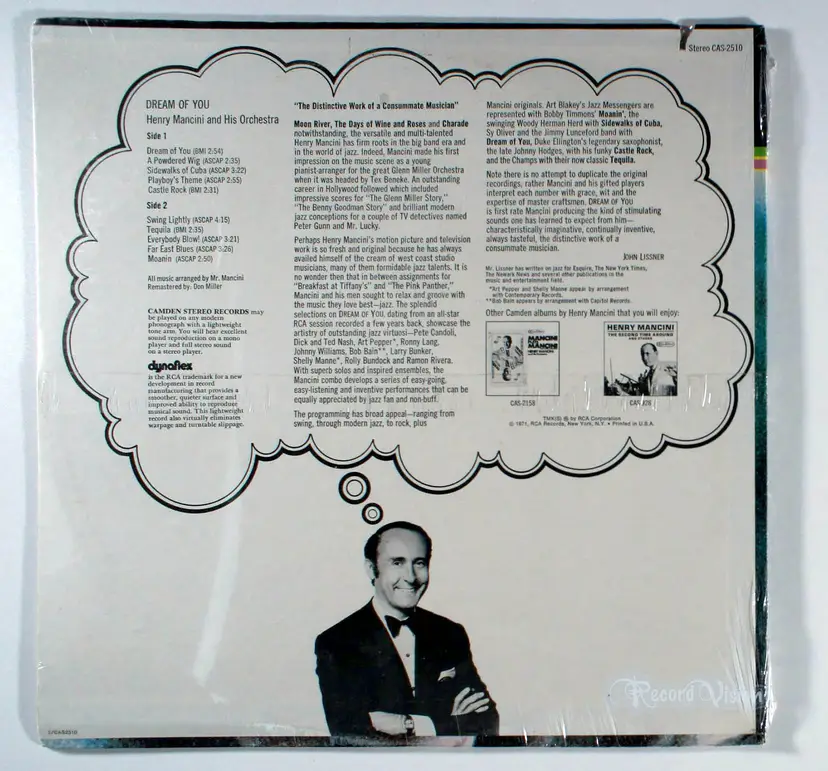 Stereo CAS-2510
DREAM OF YOU
Henry Mancini and His Orchestra
Side 1
Dream of You (BMI 2:54)
A Powdered Wig (ASCAP 2:35)
Sidewalks of Cuba (ASCAP 3:22)
Playboy's Theme (ASCAP 2:55)
Castle Rock (BMI 2:31)
Side 2
Swing Lightly (ASCAP 4:15)
Tequila (BMI 2:35)
Everybody Blow! (ASCAP 3:21)
Far East Blues (ASCAP 3:26)
Moanin (ASCAP 2:50)
All music arranged by Mr. Mancini
Remastered by: Don Miller
CAMDEN STEREO RECORDS may
be played on any modern
phonograph with a lightweight
tone arm. You will hear excellent
sound reproduction on a mono
player and full stereo sound
on a stereo player.
dynaflex
is the RCA trademark for a new
development in record
manufacturing that provides a
smoother, quieter surface and
improved ability to reproduce
musical sound. This lightweight
record also virtually eliminates
warpage and turntable slippage.
"The Distinctive Work of a Consummate Musician"
Moon River, The Days of Wine and Roses and Charade
notwithstanding, the versatile and multi-talented
Henry Mancini has firm roots in the big band era and
in the world of jazz. Indeed, Mancini made his first
impression on the music scene as a young
pianist-arranger for the great Glenn Miller Orchestra
when it was headed by Tex Beneke. An outstanding
career in Hollywood followed which included
impressive scores for "The Glenn Miller Story,"
"The Benny Goodman Story" and brilliant modern
jazz conceptions for a couple of TV detectives named
Peter Gunn and Mr. Lucky.
Perhaps Henry Mancini's motion picture and television
work is so fresh and original because he has always
availed himself of the cream of west coast studio
musicians, many of them formidable jazz talents. It is
no wonder then that in between assignments for
"Breakfast at Tiffany's" and "The Pink Panther,"
Mancini and his men sought to relax and groove with
the music they love best—jazz. The splendid
selections on DREAM OF YOU, dating from an all-star
RCA session recorded a few years back, showcase the
artistry of outstanding jazz virtuosi—Pete Candoli,
Dick and Ted Nash, Art Pepper*, Ronny Lang,
Johnny Williams, Bob Bain**, Larry Bunker,
Shelly Manne*, Rolly Bundock and Ramon Rivera.
With superb solos and inspired ensembles, the
Mancini combo develops a series of easy-going,
easy-listening and inventive performances that can be
equally appreciated by jazz fan and non-buff.
The programming has broad appeal—ranging from
swing, through modern jazz, to rock, plus
Mancini originals. Art Blakey's Jazz Messengers are
represented with Bobby Timmons' Moanin', the
swinging Woody Herman Herd with Sidewalks of Cuba,
Sy Oliver and the Jimmy Lunceford band with
Dream of You, Duke Ellington's legendary saxophonist,
the late Johnny Hodges, with his funky Castle Rock,
and the Champs with their now classic Tequila.
Note there is no attempt to duplicate the original
recordings, rather Mancini and his gifted players
interpret each number with grace, wit and the
expertise of master craftsmen. DREAM OF YOU
is first rate Mancini producing the kind of stimulating
sounds one has learned to expect from him—
characteristically imaginative, continually inventive,
always tasteful, the distinctive work of a
consummate musician.
JOHN LISSNER
Mr. Lissner has written on jazz for Esquire, The New York Times,
The Newark News and several other publications in the
music and entertainment field.
*Art Pepper and Shelly Manne appear by arrangement
with Contemporary Records.
**Bob Bain appears by arrangement with Capitol Records.
Other Camden albums by Henry Mancini that you will enjoy:
MANCINI
MANCINI
HENRY MANCINI
THE SECOND TIME AROUND
AND OTHERS
CAS-2158
TMK(S) ® by RCA Corporation
© 1971, RCA Records, New York, N.Y. • Printed in U.S.A.
Record Vision